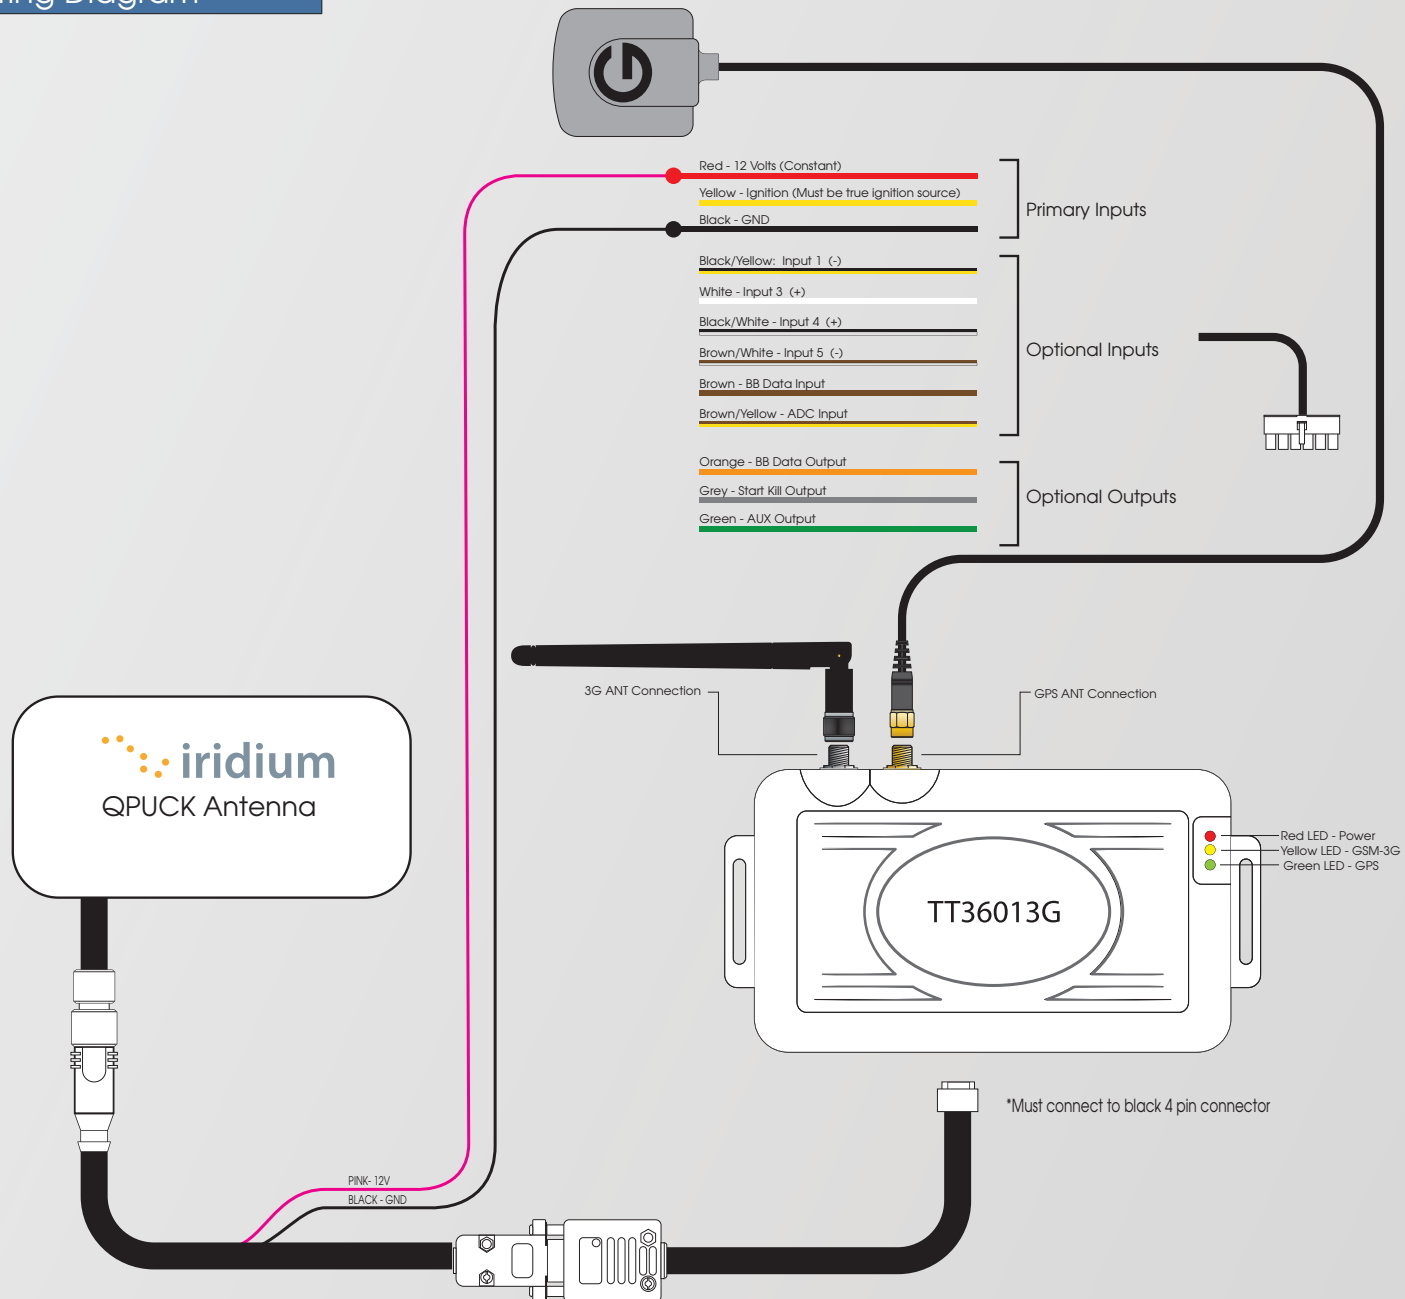 Diagram
Red - 12 Volts (Constant)
Yellow - Ignition (Must be true ignition source)
Black - GND
Primary Inputs
Black/Yellow:  Input 1  (-)
White - Input 3  (+)
Black/White - Input 4  (+)
Brown/White - Input 5  (-)
Brown - BB Data Input
Brown/Yellow - ADC Input
Optional Inputs
Orange - BB Data Output
Grey - Start Kill Output
Green - AUX Output
Optional Outputs
3G ANT Connection
GPS ANT Connection
iridium
QPUCK Antenna
Red LED - Power
Yellow LED - GSM-3G
Green LED - GPS
TT36013G
*Must connect to black 4 pin connector
PINK- 12V
BLACK - GND